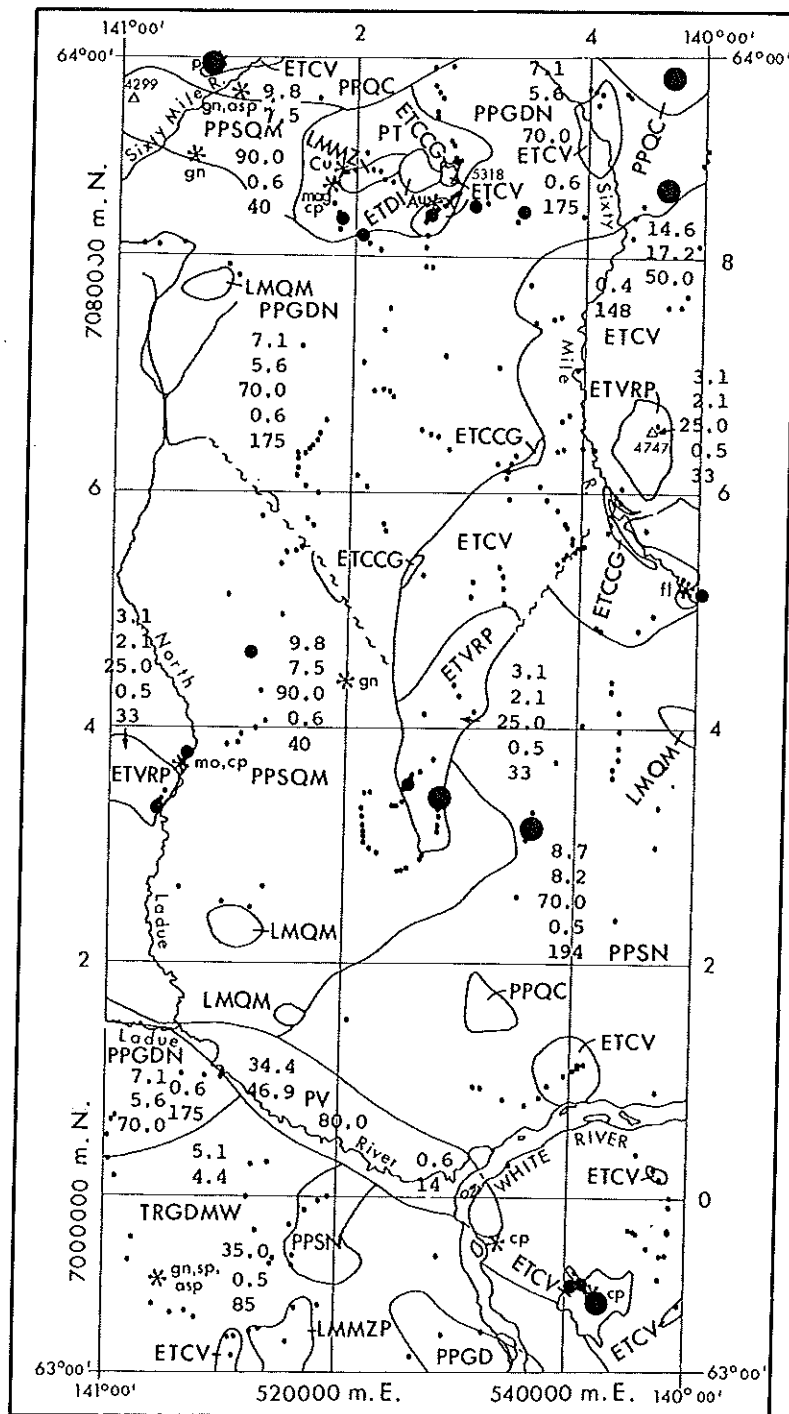 141°00'
2
4
140°00'
64°00'
64°00'
4299
ETCV
PPQC
9.8
7.5
gn,asp
Sixty Mile R.
PPSQM
90.0
0.6
40
gn
LMMZ
PT
ETCCG
Cu
mag
cp
ETDI
Au
5318
ETCV
7.1
5.6
PPGDN
70.0
ETCV
0.6
175
PPQC
Sixty
14.6
17.2
50.0
0.4
148
8
ETCV
7080000 m. N.
LMQM
PPGDN
7.1
5.6
70.0
0.6
175
Mile
ETVRP
3.1
2.1
25.0
0.5
33
4747
ETCCG
R.
6
6
ETCCG
ETCV
ETCCG
fl
3.1
2.1
25.0
0.5
33
North
9.8
7.5
90.0
0.6
40
gn
ETVRP
3.1
2.1
25.0
0.5
33
4
4
ETVRP
mo,cp
PPSQM
LMQM
8.7
8.2
70.0
0.5
194
PPSN
Ladue
LMQM
2
2
LMQM
PPQC
ETCV
Ladue
PPGDN
7.1
5.6
70.0
0.6
175
34.4
46.9
PV
80.0
0.6
14
River
WHITE
RIVER
5.1
4.4
ETCV
0
7000000 m. N.
TRGDMW
35.0
0.5
85
PPSN
gn,sp,
asp
cp
ETCV
cp
LMMZP
ETCV
PPGD
ETCV
63°00'
63°00'
141°00'
520000 m. E.
540000 m. E.
140°00'